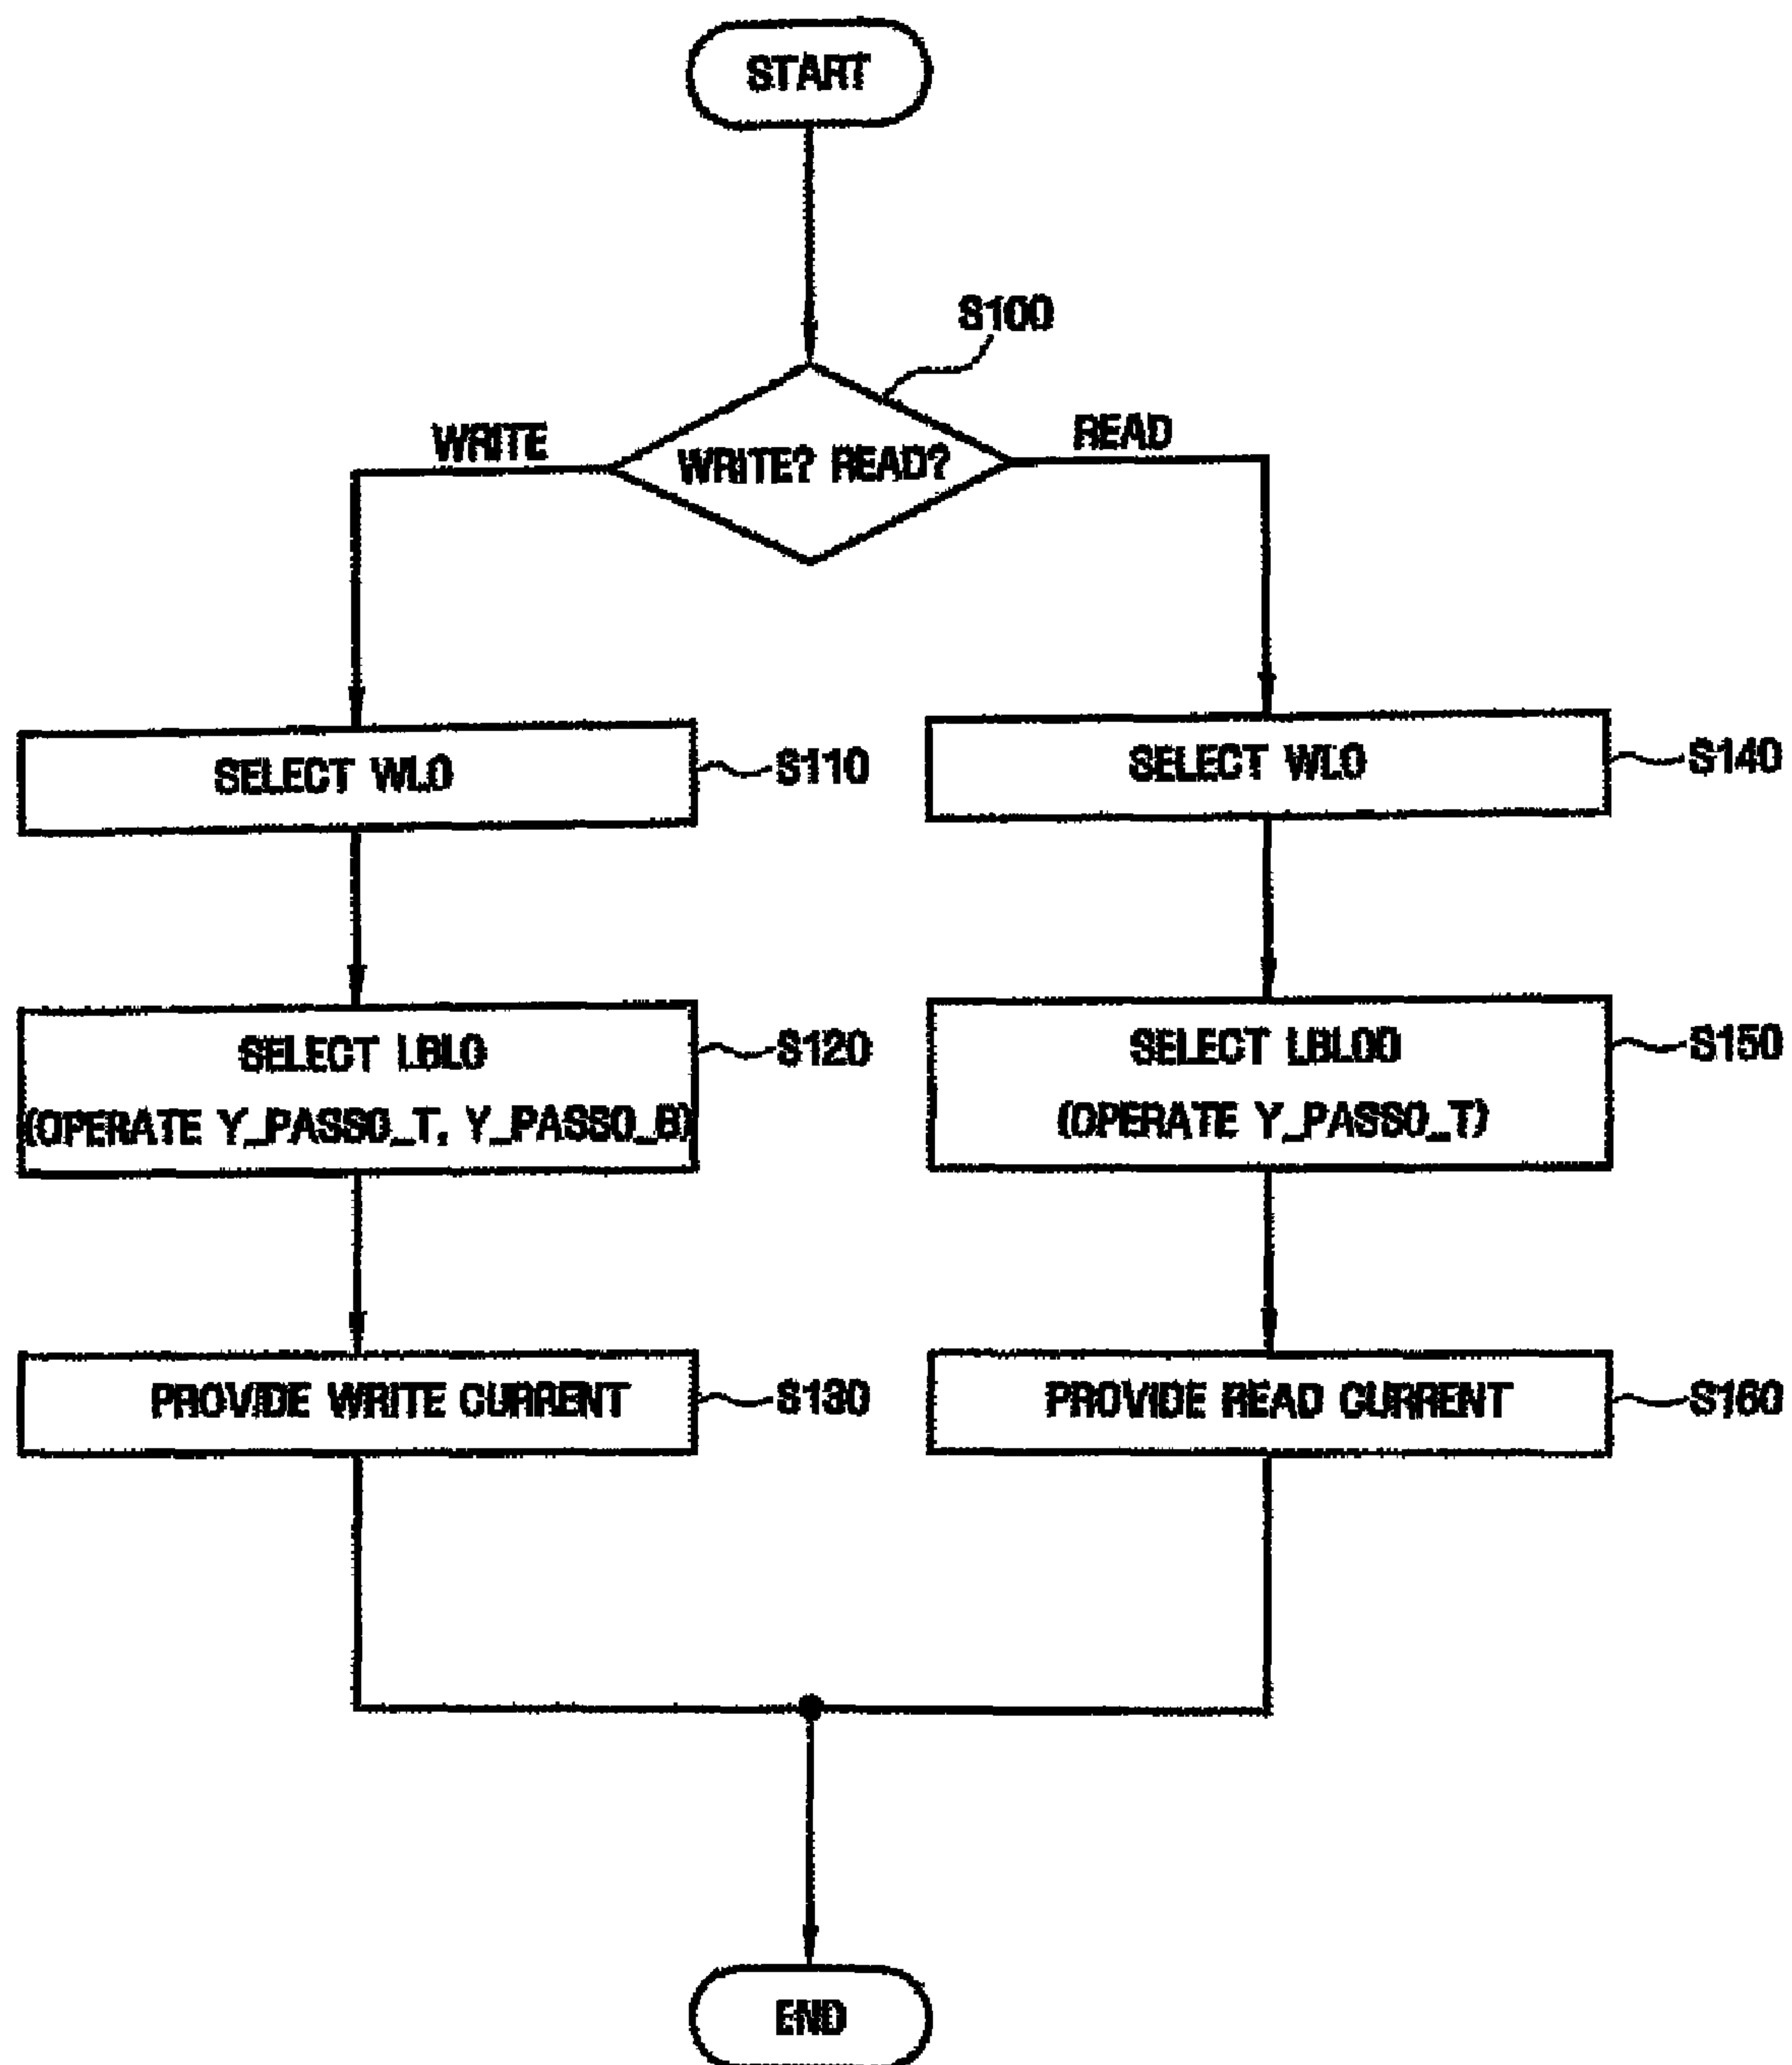 START
S100
WRITE
WRITE? READ?
READ
SELECT WL0
S110
SELECT WL0
S140
SELECT LBL0
(OPERATE Y_PASS0_T, Y_PASS0_B)
S120
SELECT LBL00
(OPERATE Y_PASS0_T)
S150
PROVIDE WRITE CURRENT
S130
PROVIDE READ CURRENT
S160
END